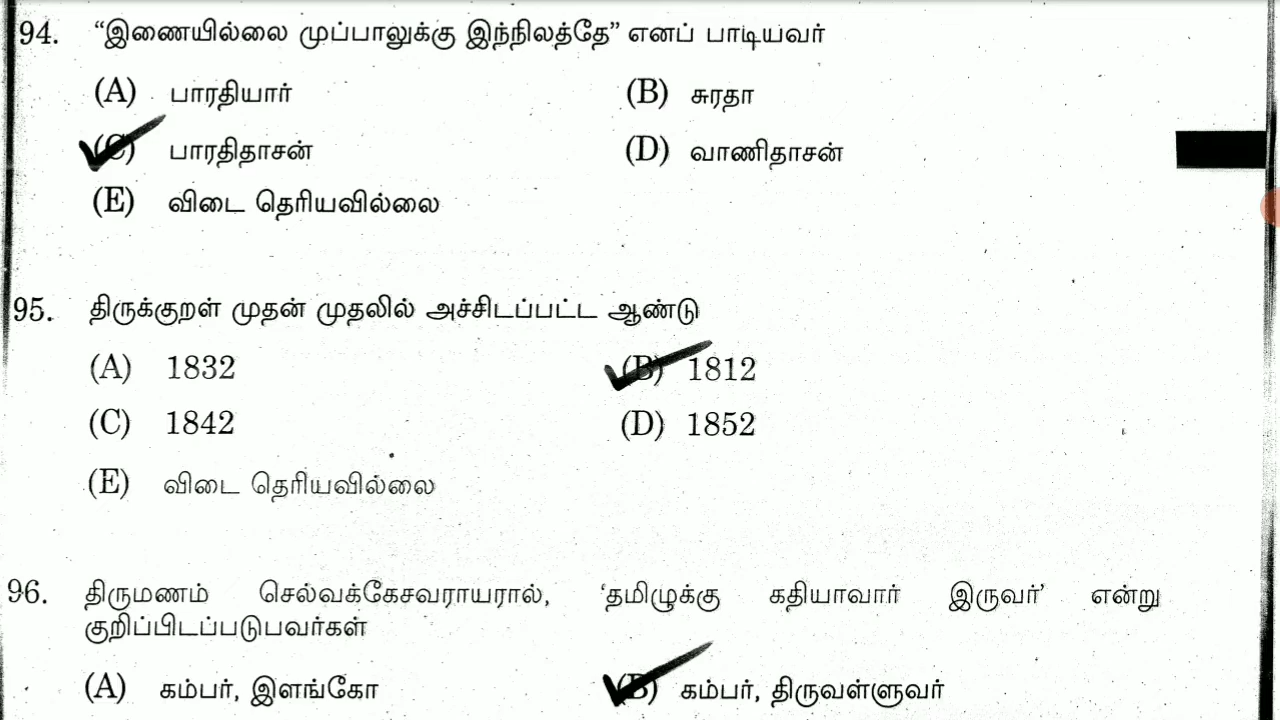 94. “இணையில்லை முப்பாலுக்கு இந்நிலத்தே” எனப் பாடியவர்
(A) பாரதியார் (B) சுரதா
(C) பாரதிதாசன் (D) வாணிதாசன்
(E) விடை தெரியவில்லை
95. திருக்குறள் முதன் முதலில் அச்சிடப்பட்ட ஆண்டு
(A) 1832 (B) 1812
(C) 1842 (D) 1852
(E) விடை தெரியவில்லை
96. திருமணம் செல்வக்கேசவராயரால், ‘தமிழுக்கு கதியாவார் இருவர்’ என்று
குறிப்பிடப்படுபவர்கள்
(A) கம்பர், இளங்கோ (B) கம்பர், திருவள்ளுவர்